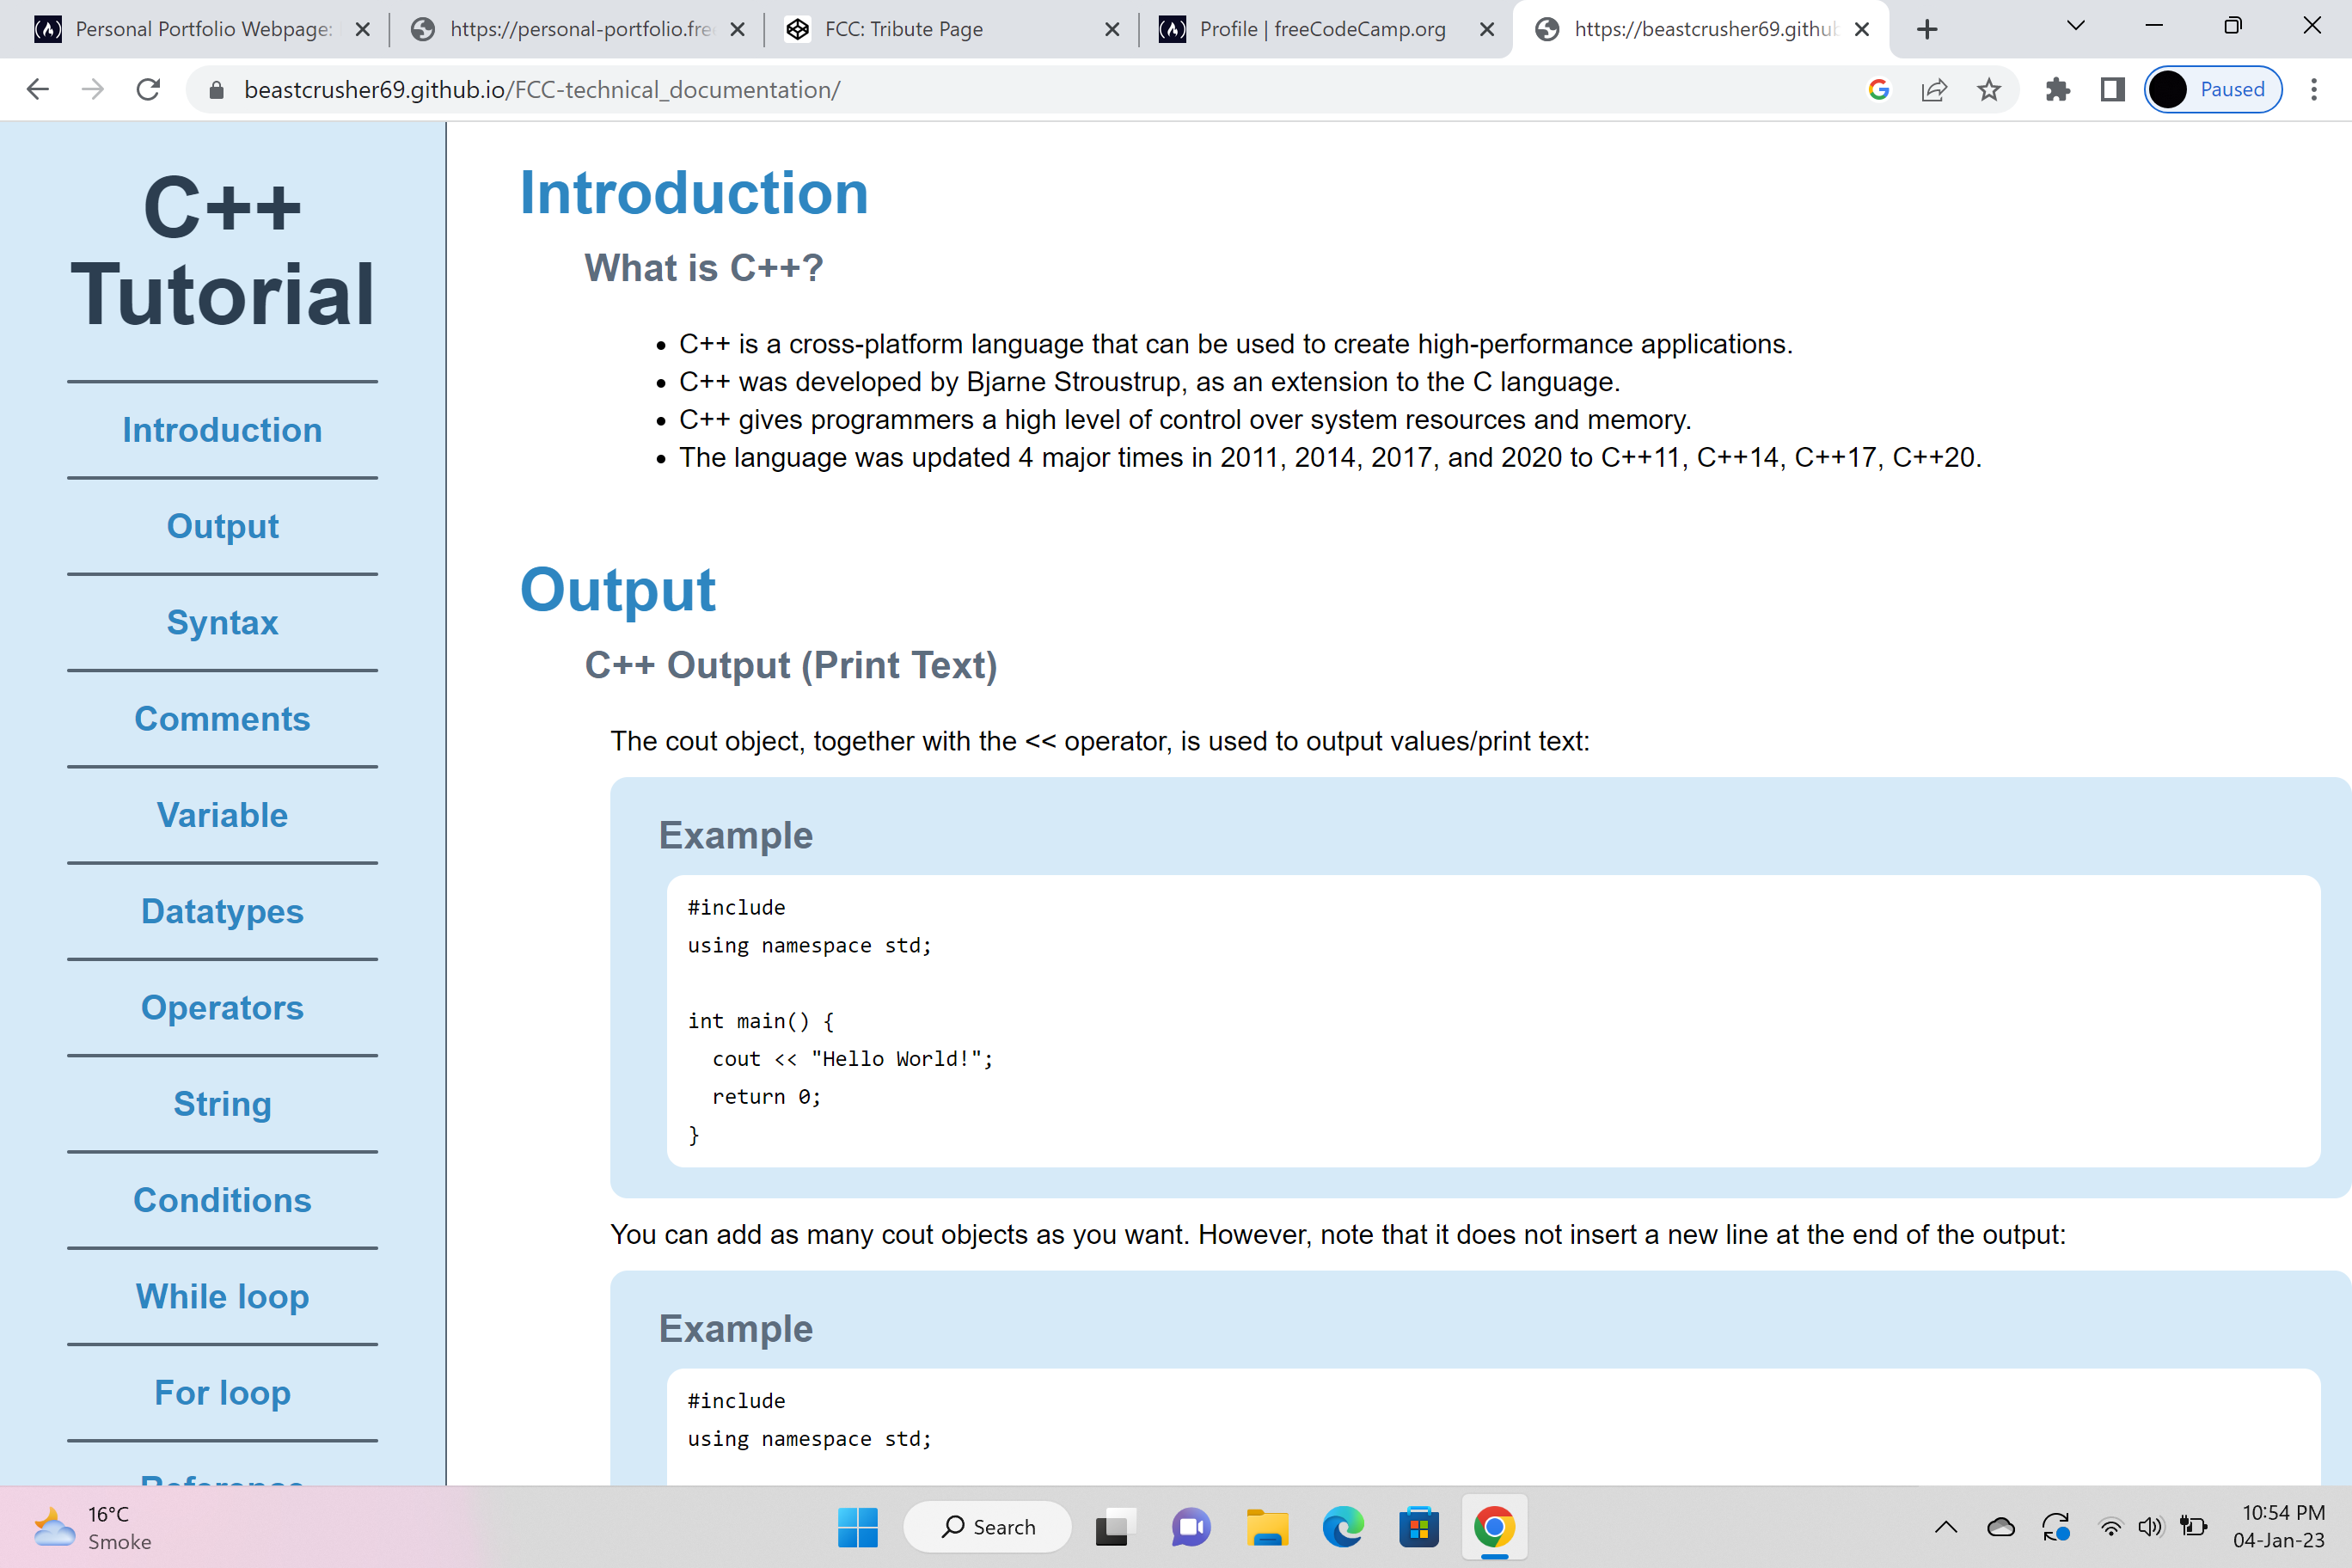 Personal Portfolio Webpage:
https://personal-portfolio.fre
FCC: Tribute Page
Profile | freeCodeCamp.org
https://beastcrusher69.githu
beastcrusher69.github.io/FCC-technical_documentation/
Paused
C++
Tutorial
Introduction
Output
Syntax
Comments
Variable
Datatypes
Operators
String
Conditions
While loop
For loop
Reference
Introduction
What is C++?
• C++ is a cross-platform language that can be used to create high-performance applications.
• C++ was developed by Bjarne Stroustrup, as an extension to the C language.
• C++ gives programmers a high level of control over system resources and memory.
• The language was updated 4 major times in 2011, 2014, 2017, and 2020 to C++11, C++14, C++17, C++20.
Output
C++ Output (Print Text)
The cout object, together with the << operator, is used to output values/print text:
Example
#include
using namespace std;
int main() {
  cout << "Hello World!";
  return 0;
}
You can add as many cout objects as you want. However, note that it does not insert a new line at the end of the output:
Example
#include
using namespace std;
16°C
Smoke
Search
10:54 PM
04-Jan-23